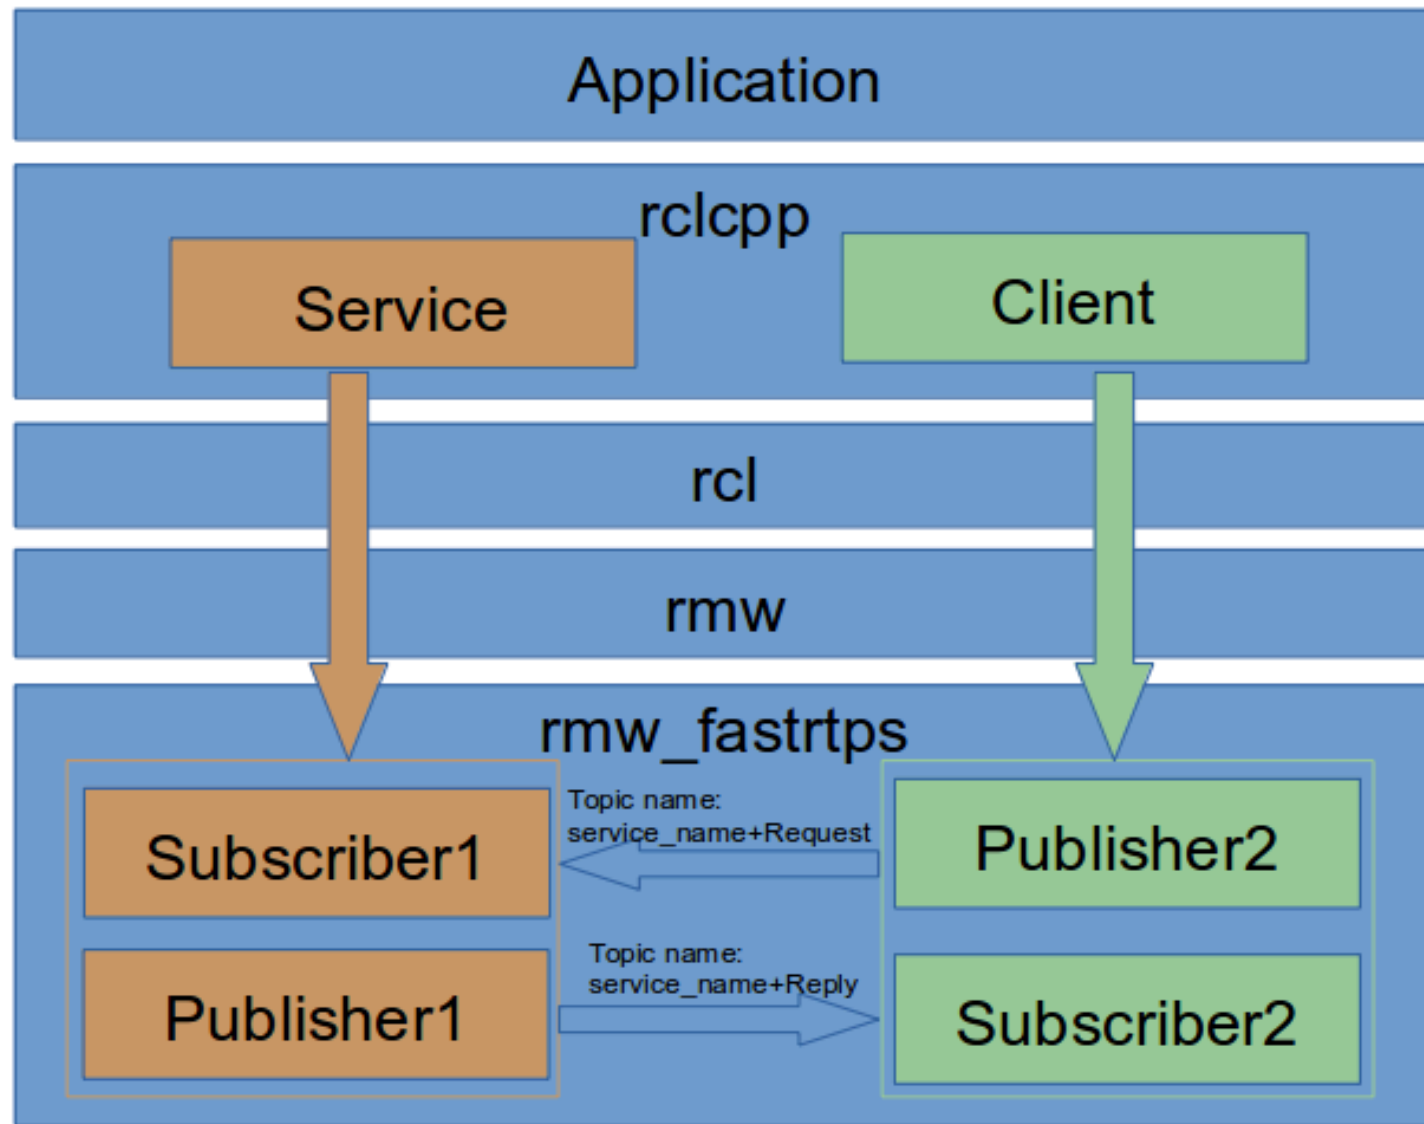 Application
rclcpp
Service
Client
rcl
rmw
rmw_fastrtps
Topic name:
service_name+Request
Subscriber1
Publisher2
Topic name:
service_name+Reply
Publisher1
Subscriber2